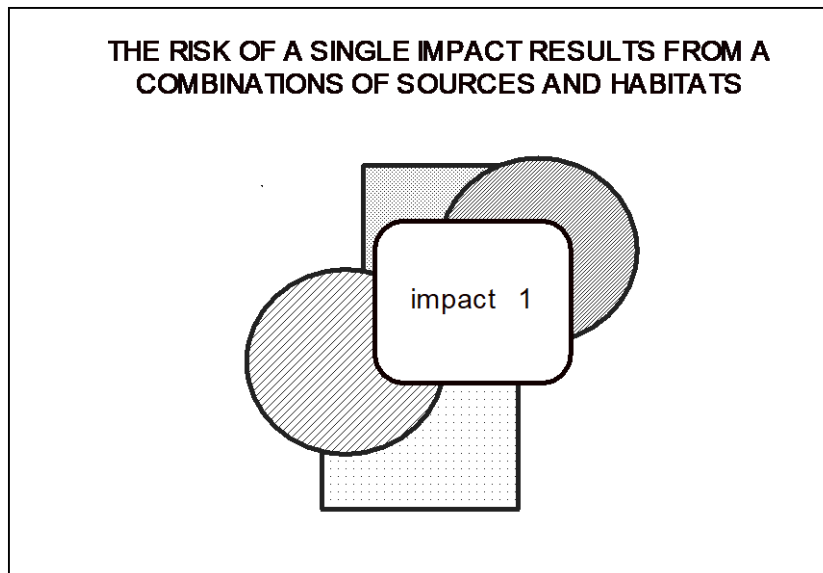 THE RISK OF A SINGLE IMPACT RESULTS FROM A
COMBINATIONS OF SOURCES AND HABITATS
impact 1